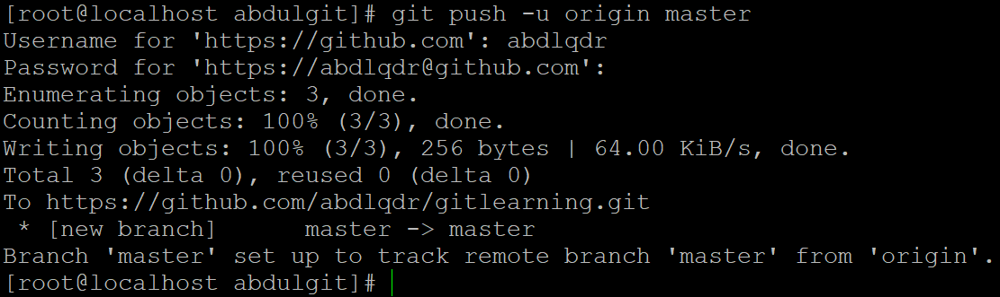 [root@localhost abdulgit]# git push -u origin master
Username for 'https://github.com': abdlqdr
Password for 'https://abdlqdr@github.com':
Enumerating objects: 3, done.
Counting objects: 100% (3/3), done.
Writing objects: 100% (3/3), 256 bytes | 64.00 KiB/s, done.
Total 3 (delta 0), reused 0 (delta 0)
To https://github.com/abdlqdr/gitlearning.git
 * [new branch]      master -> master
Branch 'master' set up to track remote branch 'master' from 'origin'.
[root@localhost abdulgit]#